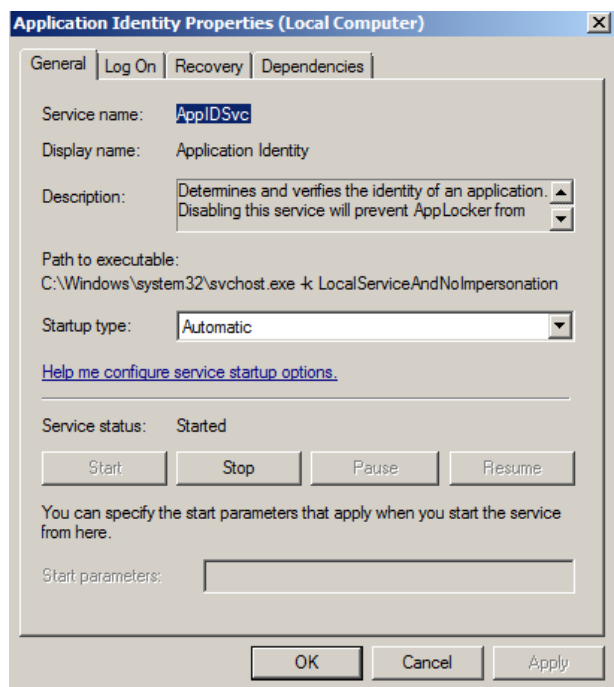 Application Identity Properties (Local Computer)
General Log On Recovery Dependencies
Service name: AppIDSvc
Display name: Application Identity
Description: Determines and verifies the identity of an application.
Disabling this service will prevent AppLocker from
Path to executable:
C:\Windows\system32\svchost.exe -k LocalServiceAndNoImpersonation
Startup type: Automatic
Help me configure service startup options.
Service status: Started
Start Stop Pause Resume
You can specify the start parameters that apply when you start the service
from here.
Start parameters:
OK Cancel Apply